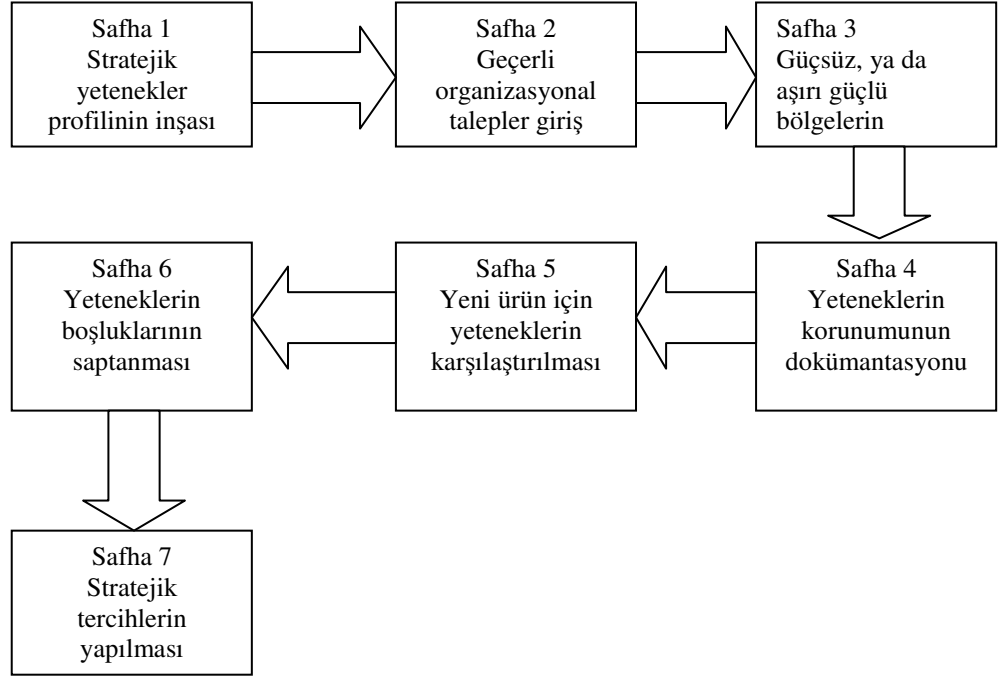 Safha 1
Stratejik
yetenekler
profilinin inşası
Safha 2
Geçerli
organizasyonal
talepler giriş
Safha 3
Güçsüz, ya da
aşırı güçlü
bölgelerin
Safha 4
Yeteneklerin
korunumunun
dokümantasyonu
Safha 5
Yeni ürün için
yeteneklerin
karşılaştırılması
Safha 6
Yeteneklerin
boşluklarının
saptanması
Safha 7
Stratejik
tercihlerin
yapılması